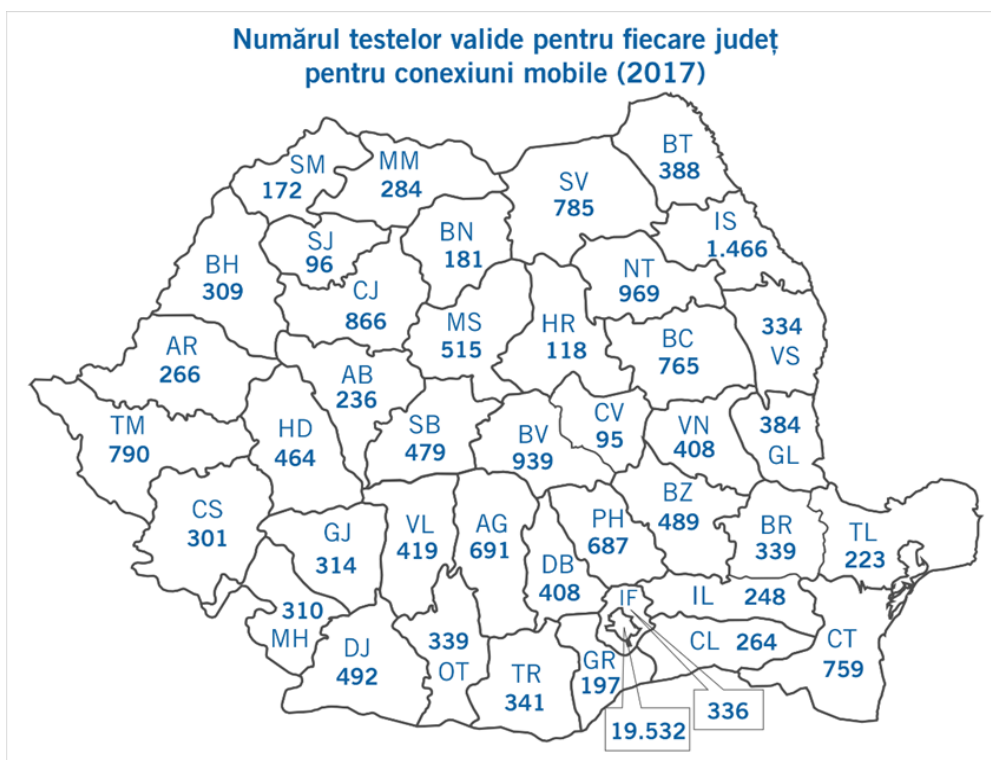 Numărul testelor valide pentru fiecare județ
pentru conexiuni mobile (2017)
BT
388
SM
172
MM
284
SV
785
IS
1.466
SJ
96
BN
181
BH
309
NT
969
CJ
866
MS
515
HR
118
BC
765
334
VS
AR
266
AB
236
TM
790
HD
464
SB
479
BV
939
CV
95
VN
408
384
GL
CS
301
GJ
314
VL
419
AG
691
PH
687
BZ
489
BR
339
TL
223
DB
408
IF
IL 248
310
MH
DJ
492
339
OT
TR
341
GR
197
CL 264
CT
759
336
19.532